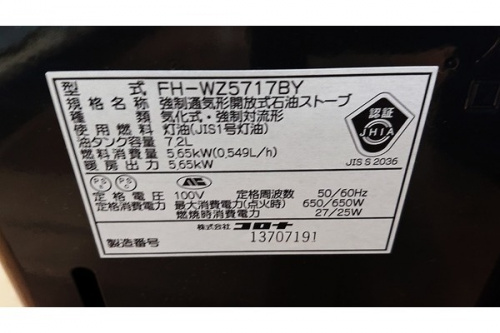 型 式 FH-WZ5717BY
規格名称 強制通気形開放式石油ストーブ
種 類 気化式・強制対流形
使用燃料 灯油(JIS1号灯油)
油タンク容量 7.2L
燃料消費量 5.65kW(0.549L/h)
暖房出力 5.65kW
認証
JHIA
JIS S 2036
PS C PS E
定格電圧 100V 定格周波数 50/60Hz
定格消費電力 最大消費電力(点火時) 650/650W
燃焼時消費電力 27/25W
株式会社 コロナ
製造番号 13707191